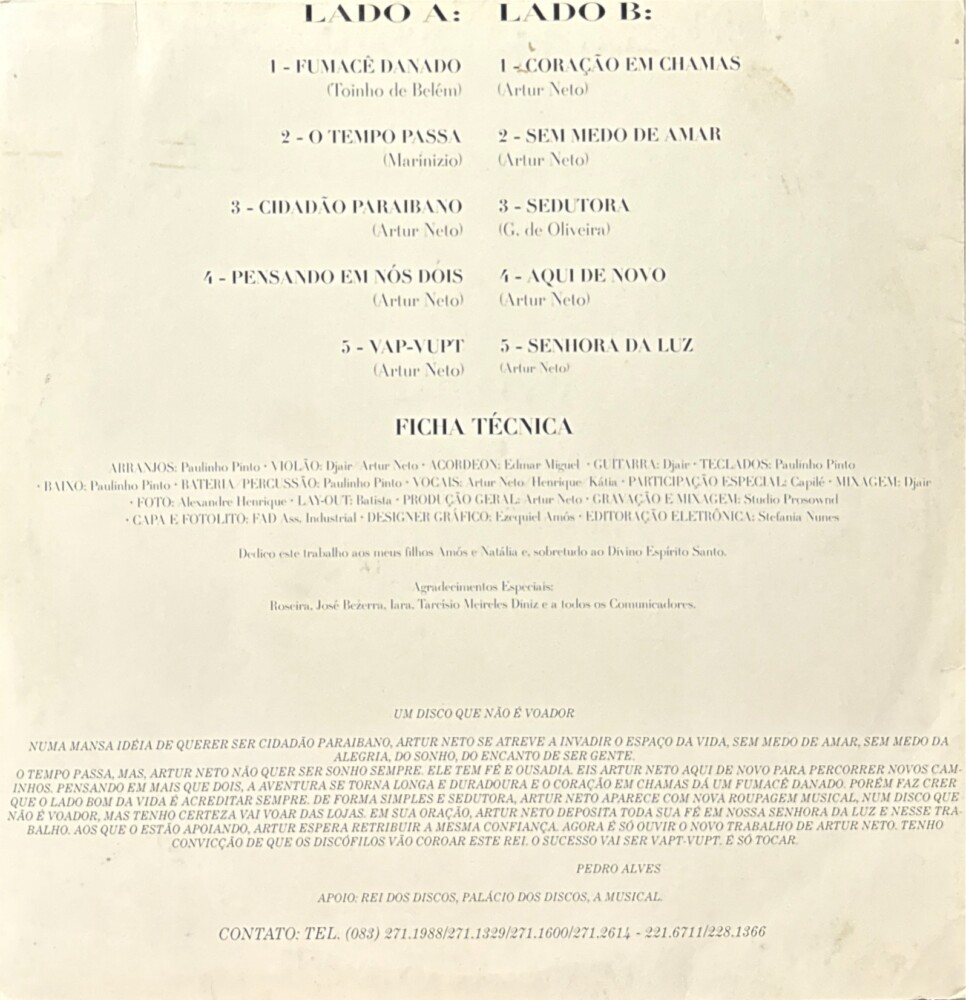 LADO A:
1 - FUMACÊ DANADO
(Toinho de Belém)
2 - O TEMPO PASSA
(Marinizio)
3 - CIDADÃO PARAIBANO
(Artur Neto)
4 - PENSANDO EM NÓS DÓIS
(Artur Neto)
5 - VAP-VUPT
(Artur Neto)
LADO B:
1 - CORAÇÃO EM CHAMAS
(Artur Neto)
2 - SEM MEDO DE AMAR
(Artur Neto)
3 - SEDUTORA
(G. de Oliveira)
4 - AQUI DE NOVO
(Artur Neto)
5 - SENHORA DA LUZ
(Artur Neto)
FICHA TÉCNICA
ARRANJOS: Paulinho Pinto • VIOLÃO: Djair/Artur Neto • ACORDEON: Edmar Miguel • GUITARRA: Djair • TECLADOS: Paulinho Pinto
• BAIXO: Paulinho Pinto • BATERIA/PERCUSSÃO: Paulinho Pinto • VOCAIS: Artur Neto/Henrique/Kátia • PARTICIPAÇÃO ESPECIAL: Capilé • MIXAGEM: Djair
• FOTO: Alexandre Henrique • LAY-OUT: Batista • PRODUÇÃO GERAL: Artur Neto • GRAVAÇÃO E MIXAGEM: Studio Prosownd
• CAPA E FOTOLITO: FAD Ass. Industrial • DESIGNER GRÁFICO: Ezequiel Amós • EDITORAÇÃO ELETRÔNICA: Stefania Nunes
Dedico este trabalho aos meus filhos Amós e Natália e, sobretudo ao Divino Espírito Santo.
Agradecimentos Especiais:
Roseira, José Bezerra, Iara, Tarcisio Meireles Diniz e a todos os Comunicadores.
UM DISCO QUE NÃO É VOADOR
NUMA MANSA IDÉIA DE QUERER SER CIDADÃO PARAIBANO, ARTUR NETO SE ATREVE A INVADIR O ESPAÇO DA VIDA, SEM MEDO DE AMAR, SEM MEDO DA
ALEGRIA, DO SONHO, DO ENCANTO DE SER GENTE.
O TEMPO PASSA, MAS, ARTUR NETO NÃO QUER SER SONHO SEMPRE. ELE TEM FÉ E OUSADIA. EIS ARTUR NETO AQUI DE NOVO PARA PERCORRER NOVOS CAM-
INHOS. PENSANDO EM MAIS QUE DOIS, A AVENTURA SE TORNA LONGA E DURADOURA E O CORAÇÃO EM CHAMAS DÁ UM FUMACÊ DANADO. PORÉM FAZ CRER
QUE O LADO BOM DA VIDA É ACREDITAR SEMPRE. DE FORMA SIMPLES E SEDUTORA, ARTUR NETO APARECE COM NOVA ROUPAGEM MUSICAL, NUM DISCO QUE
NÃO É VOADOR, MAS TENHO CERTEZA VAI VOAR DAS LOJAS. EM SUA ORAÇÃO, ARTUR NETO DEPOSITA TODA SUA FÉ EM NOSSA SENHORA DA LUZ E NESSE TRA-
BALHO. AOS QUE O ESTÃO APOIANDO, ARTUR ESPERA RETRIBUIR A MESMA CONFIANÇA. AGORA É SÓ OUVIR O NOVO TRABALHO DE ARTUR NETO. TENHO
CONVICÇÃO DE QUE OS DISCÓFILOS VÃO COROAR ESTE REI. O SUCESSO VAI SER VAPT-VUPT. É SÓ TOCAR.
PEDRO ALVES
APOIO: REI DOS DISCOS, PALÁCIO DOS DISCOS, A MUSICAL.
CONTATO: TEL. (083) 271.1988/271.1329/271.1600/271.2614 - 221.6711/228.1366